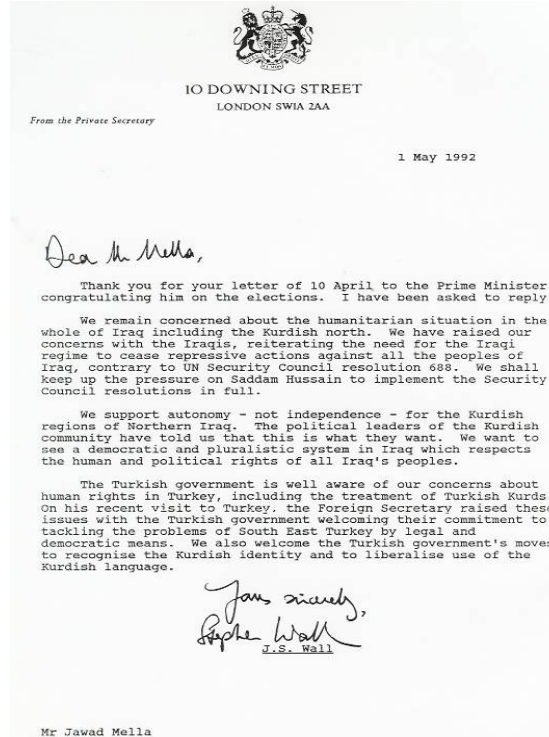 10 DOWNING STREET
LONDON SW1A 2AA
From the Private Secretary
1 May 1992
Dear Mr Mella,
Thank you for your letter of 10 April to the Prime Minister
congratulating him on the elections. I have been asked to reply
We remain concerned about the humanitarian situation in the
whole of Iraq including the Kurdish north. We have raised our
concerns with the Iraqis, reiterating the need for the Iraqi
regime to cease repressive actions against all the peoples of
Iraq, contrary to UN Security Council resolution 688. We shall
keep up the pressure on Saddam Hussain to implement the Security
Council resolutions in full.
We support autonomy - not independence - for the Kurdish
regions of Northern Iraq. The political leaders of the Kurdish
community have told us that this is what they want. We want to
see a democratic and pluralistic system in Iraq which respects
the human and political rights of all Iraq's peoples.
The Turkish government is well aware of our concerns about
human rights in Turkey, including the treatment of Turkish Kurds
On his recent visit to Turkey. the Foreign Secretary raised these
issues with the Turkish government welcoming their commitment to
tackling the problems of South East Turkey by legal and
democratic means. We also welcome the Turkish government's moves
to recognise the Kurdish identity and to liberalise use of the
Kurdish language.
Yours sincerely,
Stephen Wall
J.S. Wall
Mr Jawad Mella